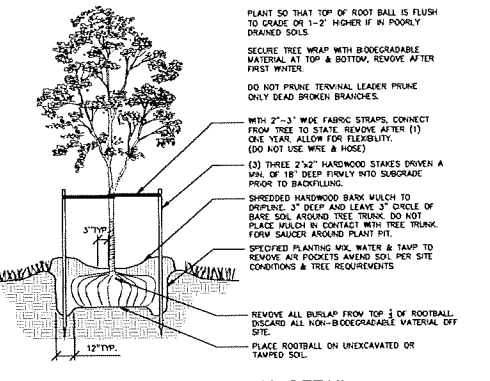 PLANT SO THAT TOP OF ROOT BALL IS FLUSH
TO GRADE OR 1-2' HIGHER IF IN POORLY
DRAINED SOILS.
SECURE TREE WRAP WITH BIODEGRADABLE
MATERIAL AT TOP & BOTTOM, REMOVE AFTER
FIRST WINTER.
DO NOT PRUNE TERMINAL LEADER PRUNE
ONLY DEAD BROKEN BRANCHES.
WITH 2"-3" WIDE FABRIC STRAPS, CONNECT
FROM TREE TO STATE. REMOVE AFTER (1)
ONE YEAR, ALLOW FOR FLEXIBILITY.
(DO NOT USE WIRE & HOSE)
(3) THREE 2"x2" HARDWOOD STAKES DRIVEN A
MIN. OF 18" DEEP FIRMLY INTO SUBGRADE
PRIOR TO BACKFILLING.
SHREDDED HARDWOOD BARK MULCH TO
DRIPLINE. 3" DEEP AND LEAVE 3" CIRCLE OF
BARE SOIL AROUND TREE TRUNK. DO NOT
PLACE MULCH IN CONTACT WITH TREE TRUNK.
FORM SAUCER AROUND PLANT PIT.
3"TYP.
SPECIFIED PLANTING MIX, WATER & TAMP TO
REMOVE AIR POCKETS AMEND SOIL PER SITE
CONDITIONS & TREE REQUIREMENTS
REMOVE ALL BURLAP FROM TOP OF ROOTBALL.
DISCARD ALL NON-BIODEGRADABLE MATERIAL OFF
SITE.
PLACE ROOTBALL ON UNEXCAVATED OR
TAMPED SOIL.
12"TYP.